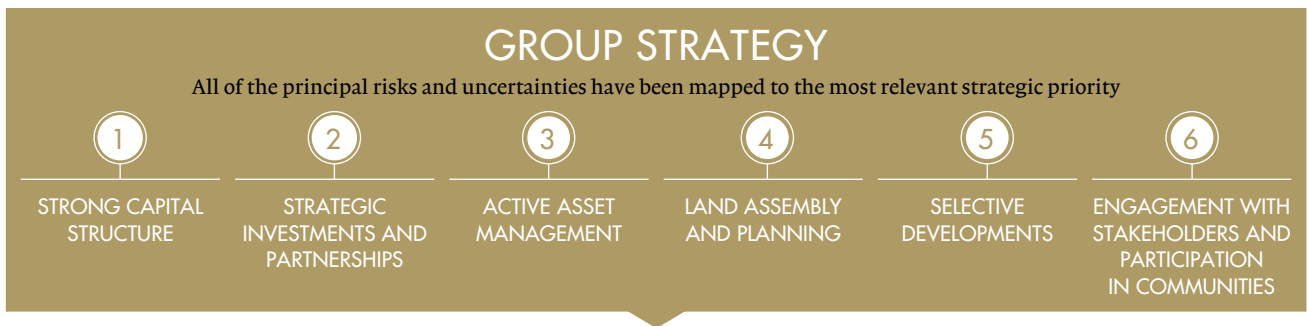 GROUP STRATEGY
All of the principal risks and uncertainties have been mapped to the most relevant strategic priority
1
STRONG CAPITAL
STRUCTURE
2
STRATEGIC
INVESTMENTS AND
PARTNERSHIPS
3
ACTIVE ASSET
MANAGEMENT
4
LAND ASSEMBLY
AND PLANNING
5
SELECTIVE
DEVELOPMENTS
6
ENGAGEMENT WITH
STAKEHOLDERS AND
PARTICIPATION
IN COMMUNITIES